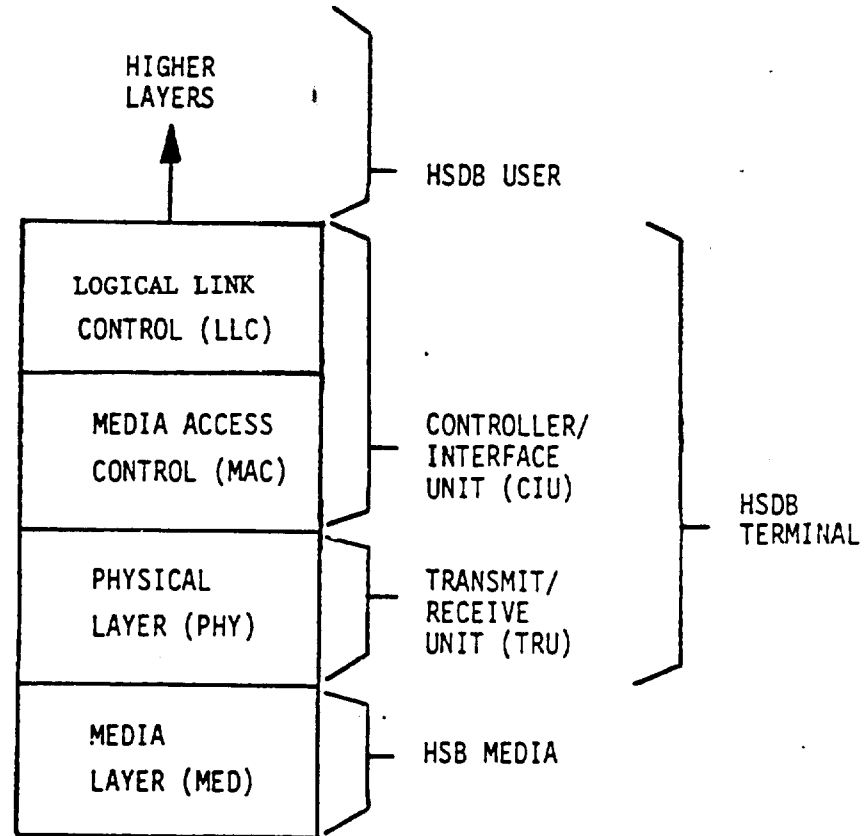 HIGHER
LAYERS
HSDB USER
LOGICAL LINK
CONTROL (LLC)
MEDIA ACCESS
CONTROL (MAC)
CONTROLLER/
INTERFACE
UNIT (CIU)
HSDB
TERMINAL
PHYSICAL
LAYER (PHY)
TRANSMIT/
RECEIVE
UNIT (TRU)
MEDIA
LAYER (MED)
HSB MEDIA